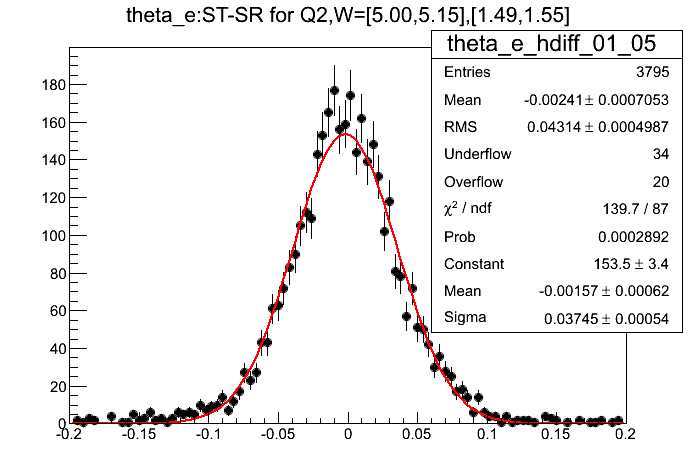 theta_e:ST-SR for Q2,W=[5.00,5.15],[1.49,1.55]
theta_e_hdiff_01_05
Entries 3795
Mean -0.00241 ± 0.0007053
RMS 0.04314 ± 0.0004987
Underflow 34
Overflow 20
χ² / ndf 139.7 / 87
Prob 0.0002892
Constant 153.5 ± 3.4
Mean -0.00157 ± 0.00062
Sigma 0.03745 ± 0.00054
180
160
140
120
100
80
60
40
20
0
-0.2 -0.15 -0.1 -0.05 0 0.05 0.1 0.15 0.2